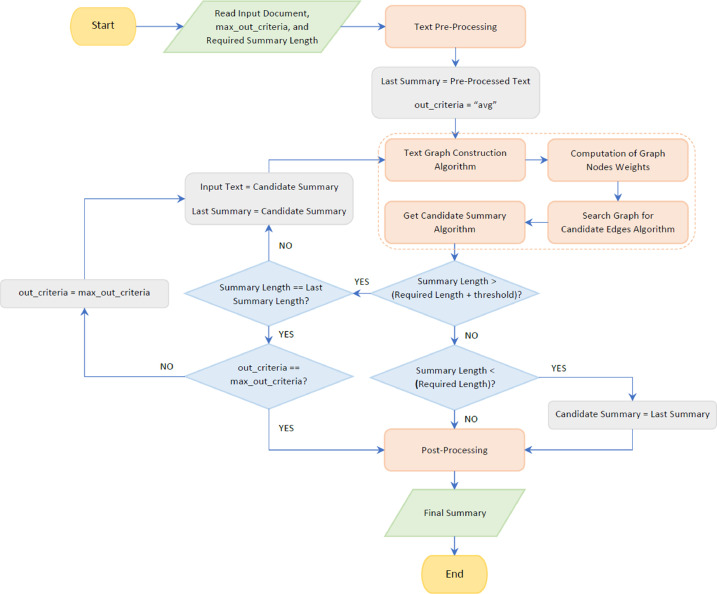 Start
Read Input Document,
max_out_criteria, and
Required Summary Length
Text Pre-Processing
Last Summary = Pre-Processed Text
out_criteria = “avg”
Text Graph Construction
Algorithm
Computation of Graph
Nodes Weights
Input Text = Candidate Summary
Last Summary = Candidate Summary
Get Candidate Summary
Algorithm
Search Graph for
Candidate Edges Algorithm
NO
out_criteria = max_out_criteria
Summary Length == Last
Summary Length?
YES
Summary Length >
(Required Length + threshold)?
YES
NO
NO
out_criteria ==
max_out_criteria?
Summary Length <
(Required Length)?
YES
Candidate Summary = Last Summary
YES
NO
Post-Processing
Final Summary
End